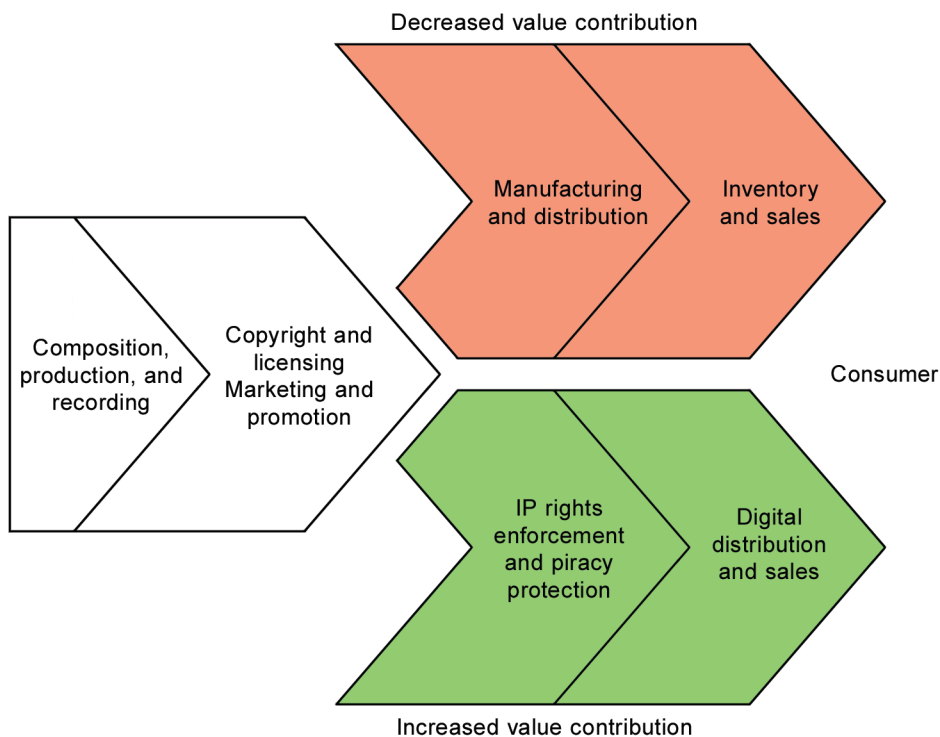 Decreased value contribution
Manufacturing
and distribution
Inventory
and sales
Composition,
production, and
recording
Copyright and
licensing
Marketing and
promotion
Consumer
IP rights
enforcement
and piracy
protection
Digital
distribution
and sales
Increased value contribution